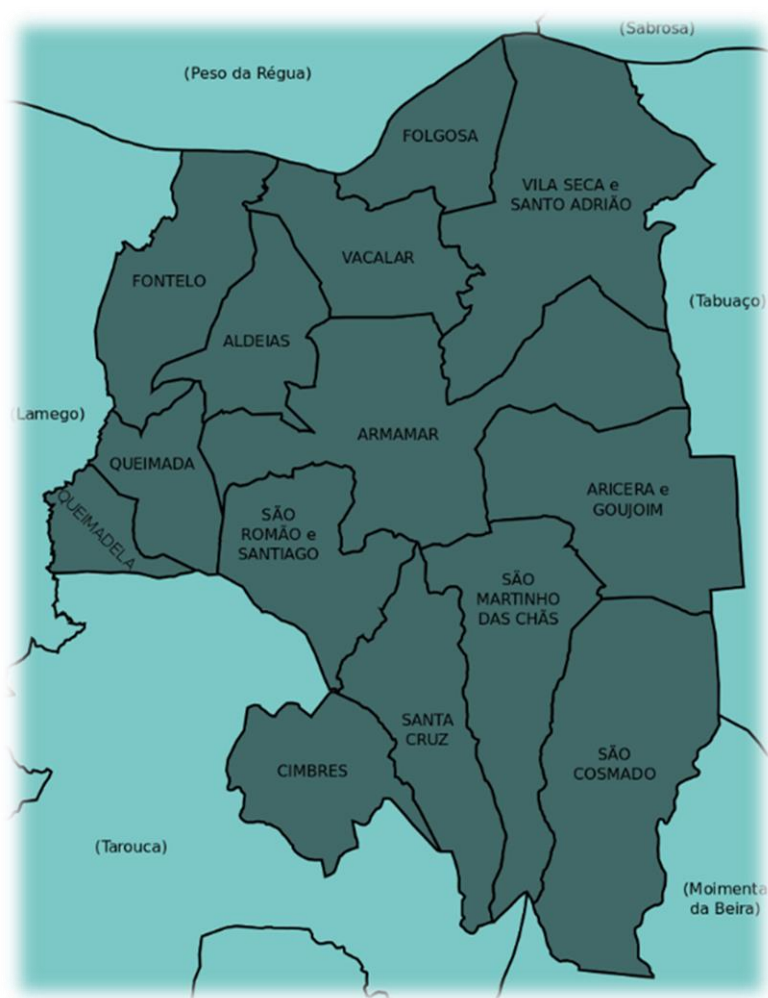 (Sabrosa)
(Peso da Régua)
FOLGOSA
VILA SECA e
SANTO ADRIÃO
VACALAR
FONTELO
(Tabuaço)
ALDEIAS
(Lamego)
ARMAMAR
QUEIMADA
ARICERA e
GOUJOIM
QUEIMADELA
SÃO
ROMÃO e
SANTIAGO
SÃO
MARTINHO
DAS CHÃS
SANTA
CRUZ
CIMBRES
SÃO
COSMADO
(Tarouca)
(Moimenta
da Beira)